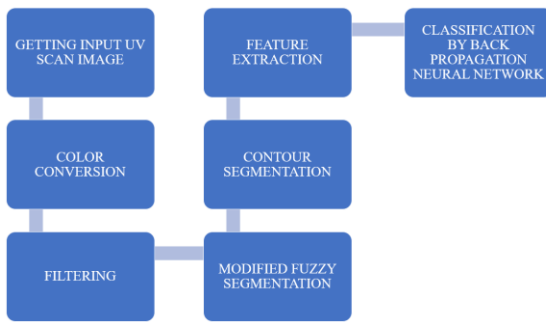 GETTING INPUT UV
SCAN IMAGE
COLOR
CONVERSION
FILTERING
MODIFIED FUZZY
SEGMENTATION
CONTOUR
SEGMENTATION
FEATURE
EXTRACTION
CLASSIFICATION
BY BACK
PROPAGATION
NEURAL NETWORK